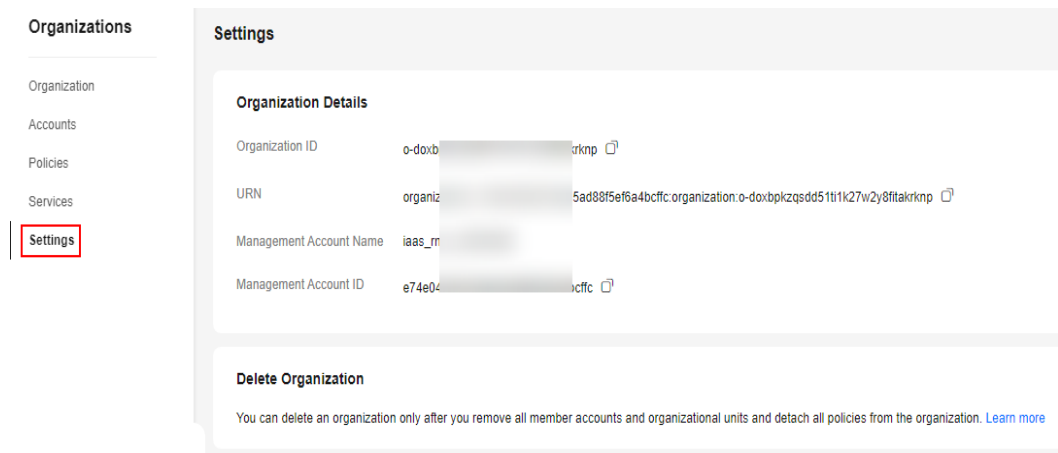 Organizations
Organization
Accounts
Policies
Services
Settings
Settings
Organization Details
Organization ID o-doxb krknp
URN organiz 5ad88f5ef6a4bcffc:organization:o-doxbpkzqsdd51ti1k27w2y8fitakrknp
Management Account Name iaas_m
Management Account ID e74e04 bcffc
Delete Organization
You can delete an organization only after you remove all member accounts and organizational units and detach all policies from the organization. Learn more